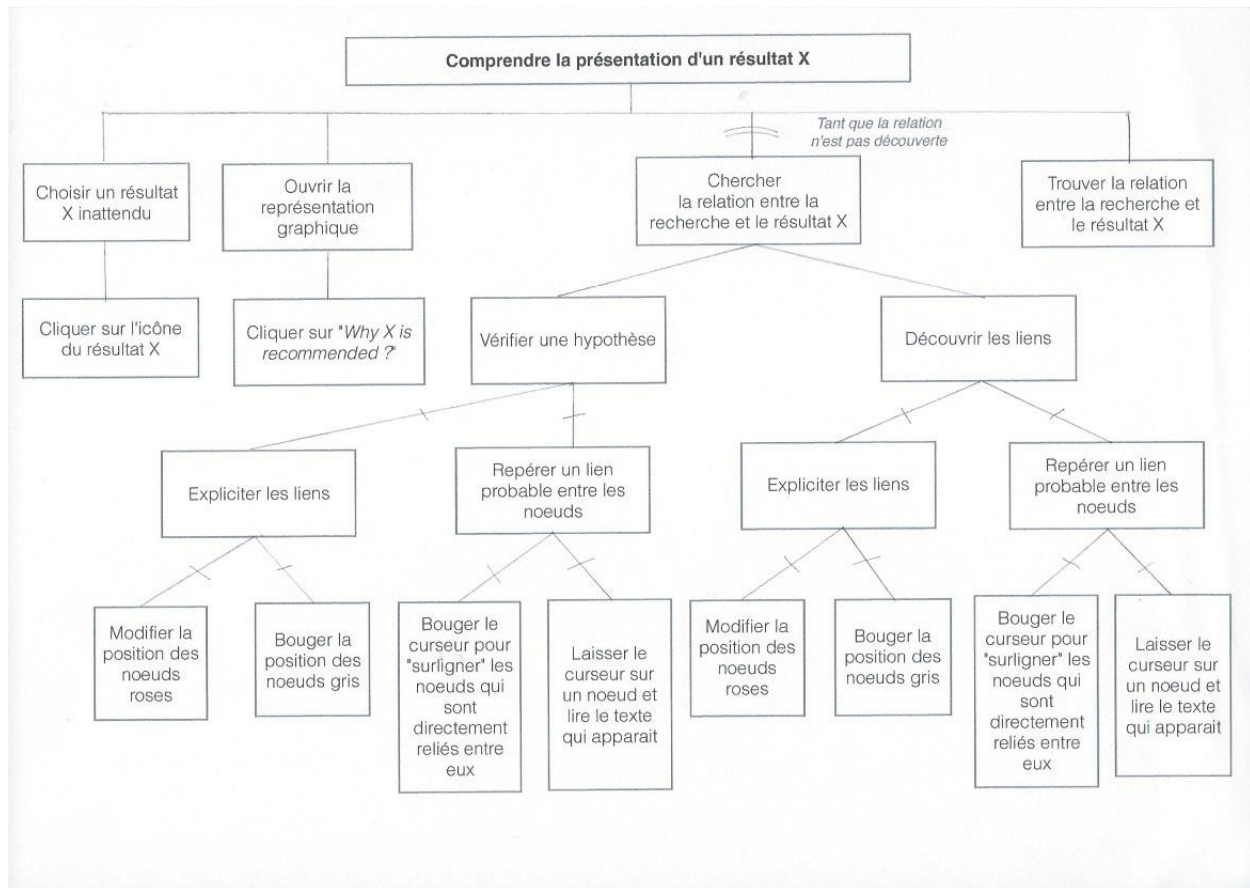 Comprendre la présentation d'un résultat X
Tant que la relation
n'est pas découverte
Choisir un résultat
X inattendu
Ouvrir la
représentation
graphique
Chercher
la relation entre la
recherche et le résultat X
Trouver la relation
entre la recherche et
le résultat X
Cliquer sur l'icône
du résultat X
Cliquer sur "Why X is
recommended ?"
Vérifier une hypothèse
Découvrir les liens
Expliciter les liens
Repérer un lien
probable entre les
noeuds
Expliciter les liens
Repérer un lien
probable entre les
noeuds
Modifier la
position des
noeuds
roses
Bouger la
position des
noeuds gris
Bouger le
curseur pour
"surligner" les
noeuds qui
sont
directement
reliés entre
eux
Laisser le
curseur sur
un noeud et
lire le texte
qui apparait
Modifier la
position des
noeuds
roses
Bouger la
position des
noeuds gris
Bouger le
curseur pour
"surligner" les
noeuds qui
sont
directement
reliés entre
eux
Laisser le
curseur sur
un noeud et
lire le texte
qui apparait